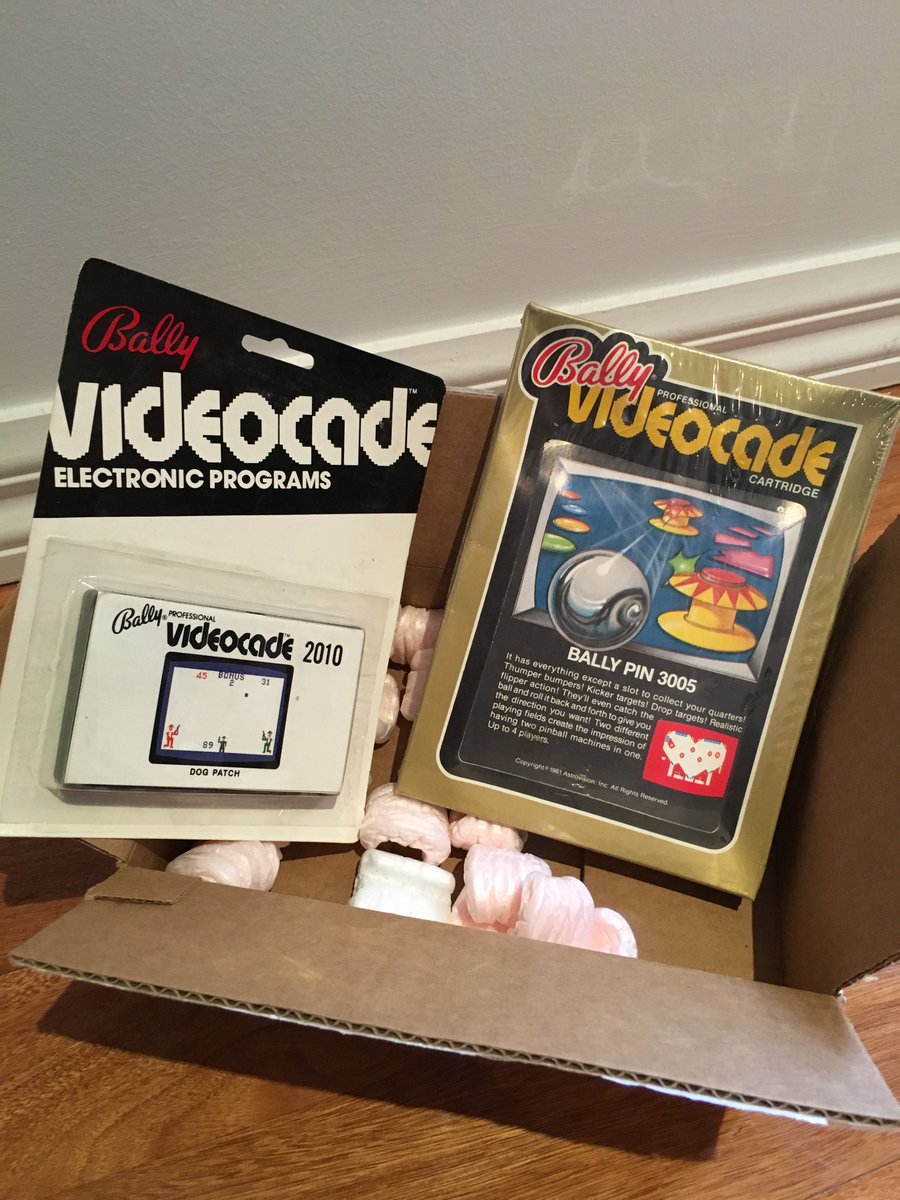 Bally
VIDEOCADE™
ELECTRONIC PROGRAMS
Bally® PROFESSIONAL
VIDEOCADE™ 2010
45 BONUS 31
2
89
DOG PATCH
Bally®
PROFESSIONAL
VIDEOCADE
CARTRIDGE
BALLY PIN 3005
It has everything except a slot to collect your quarters!
Thumper bumpers! Kicker targets! Drop targets! Realistic
flipper action! They'll even catch the
ball and roll it back and forth to give you
the direction you want! Two different
playing fields create the impression of
having two pinball machines in one.
Up to 4 players.
Copyright © 1981 Astrovision, Inc. All Rights Reserved